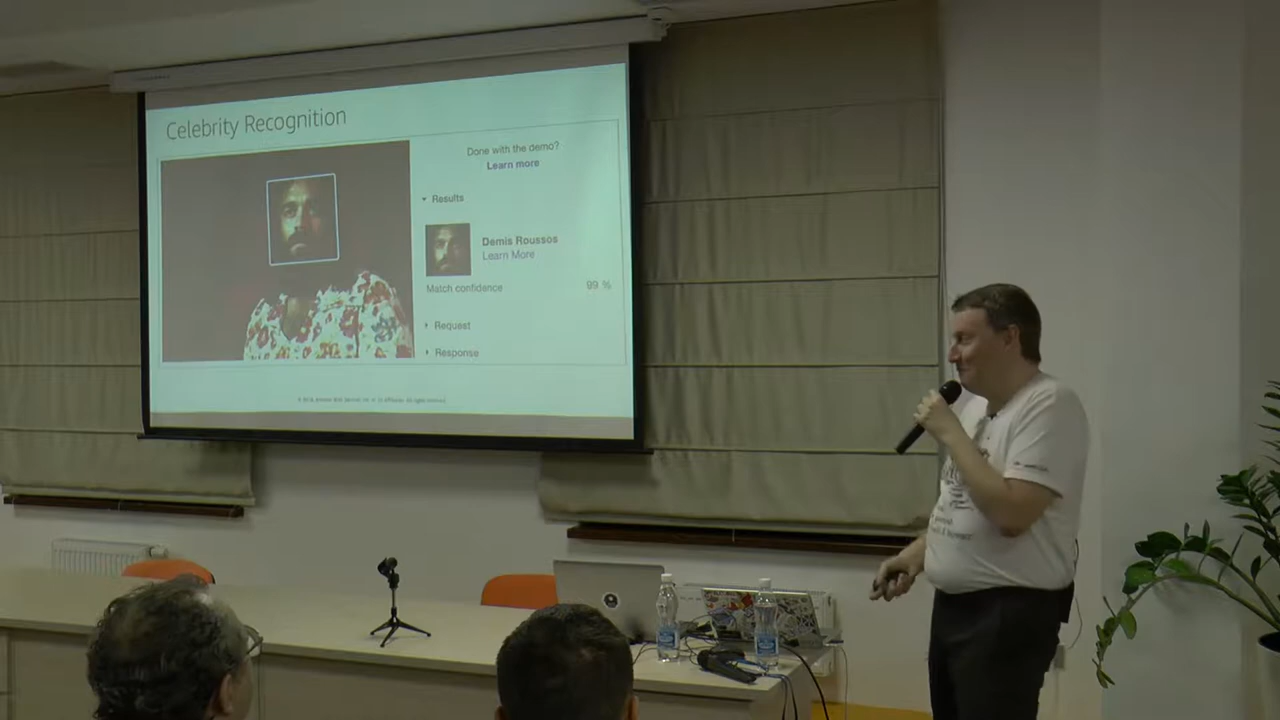 Celebrity Recognition
Done with the demo?
Learn more
Results
Demis Roussos
Learn More
Match confidence
99 %
Request
Response